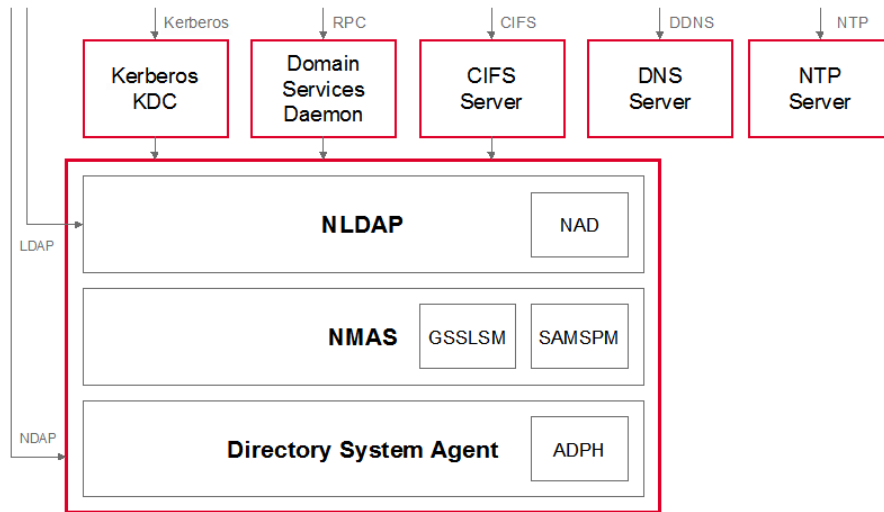 Kerberos
RPC
CIFS
DDNS
NTP
Kerberos
KDC
Domain
Services
Daemon
CIFS
Server
DNS
Server
NTP
Server
NLDAP
NAD
LDAP
NMAS
GSSLSM
SAMSPM
NDAP
Directory System Agent
ADPH